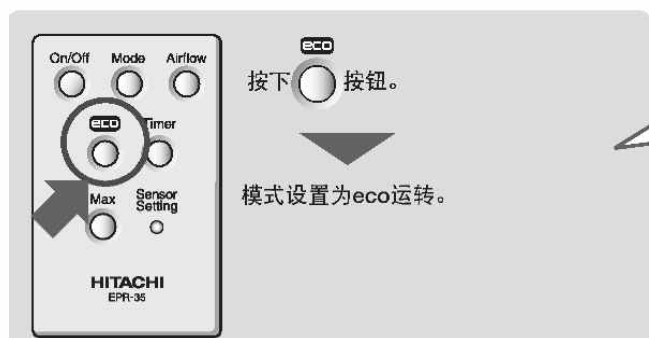 On/Off Mode Airflow
eco Timer
Max Sensor Setting
HITACHI
EPR-35
eco
按下 按钮。
模式设置为eco运转。